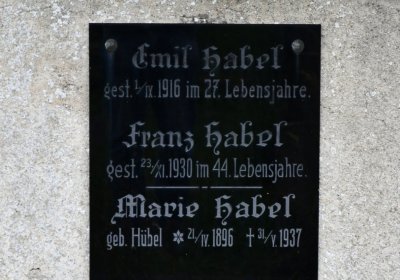 Emil Habel
gest. 1/IX. 1916 im 27. Lebensjahre.
Franz Habel
gest. 23/XI. 1930 im 44. Lebensjahre.
Marie Habel
geb. Hübel ✲ 21/IV. 1896 † 31/V. 1937